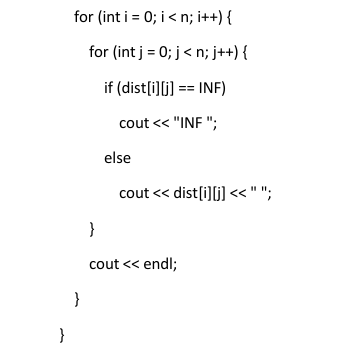 for (int i = 0; i < n; i++) {
for (int j = 0; j < n; j++) {
if (dist[i][j] == INF)
cout << "INF ";
else
cout << dist[i][j] << " ";
}
cout << endl;
}
}